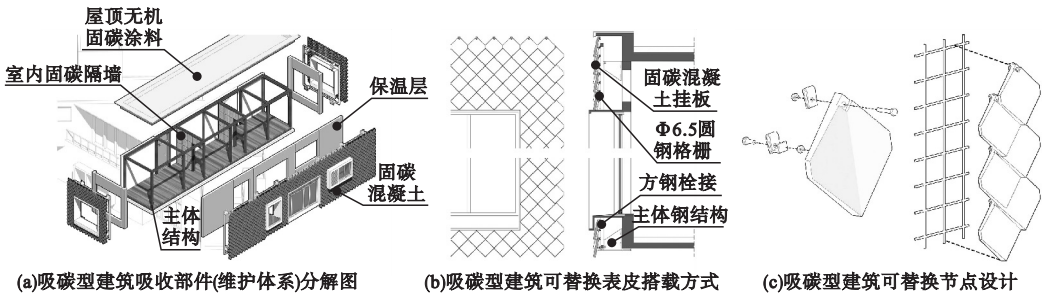 屋顶无机
固碳涂料
室内固碳隔墙
保温层
固碳
混凝土
主体
结构
(a)吸碳型建筑吸收部件(维护体系)分解图
固碳混凝
土挂板
Φ6.5圆
钢格栅
方钢栓接
主体钢结构
(b)吸碳型建筑可替换表皮搭载方式
(c)吸碳型建筑可替换节点设计